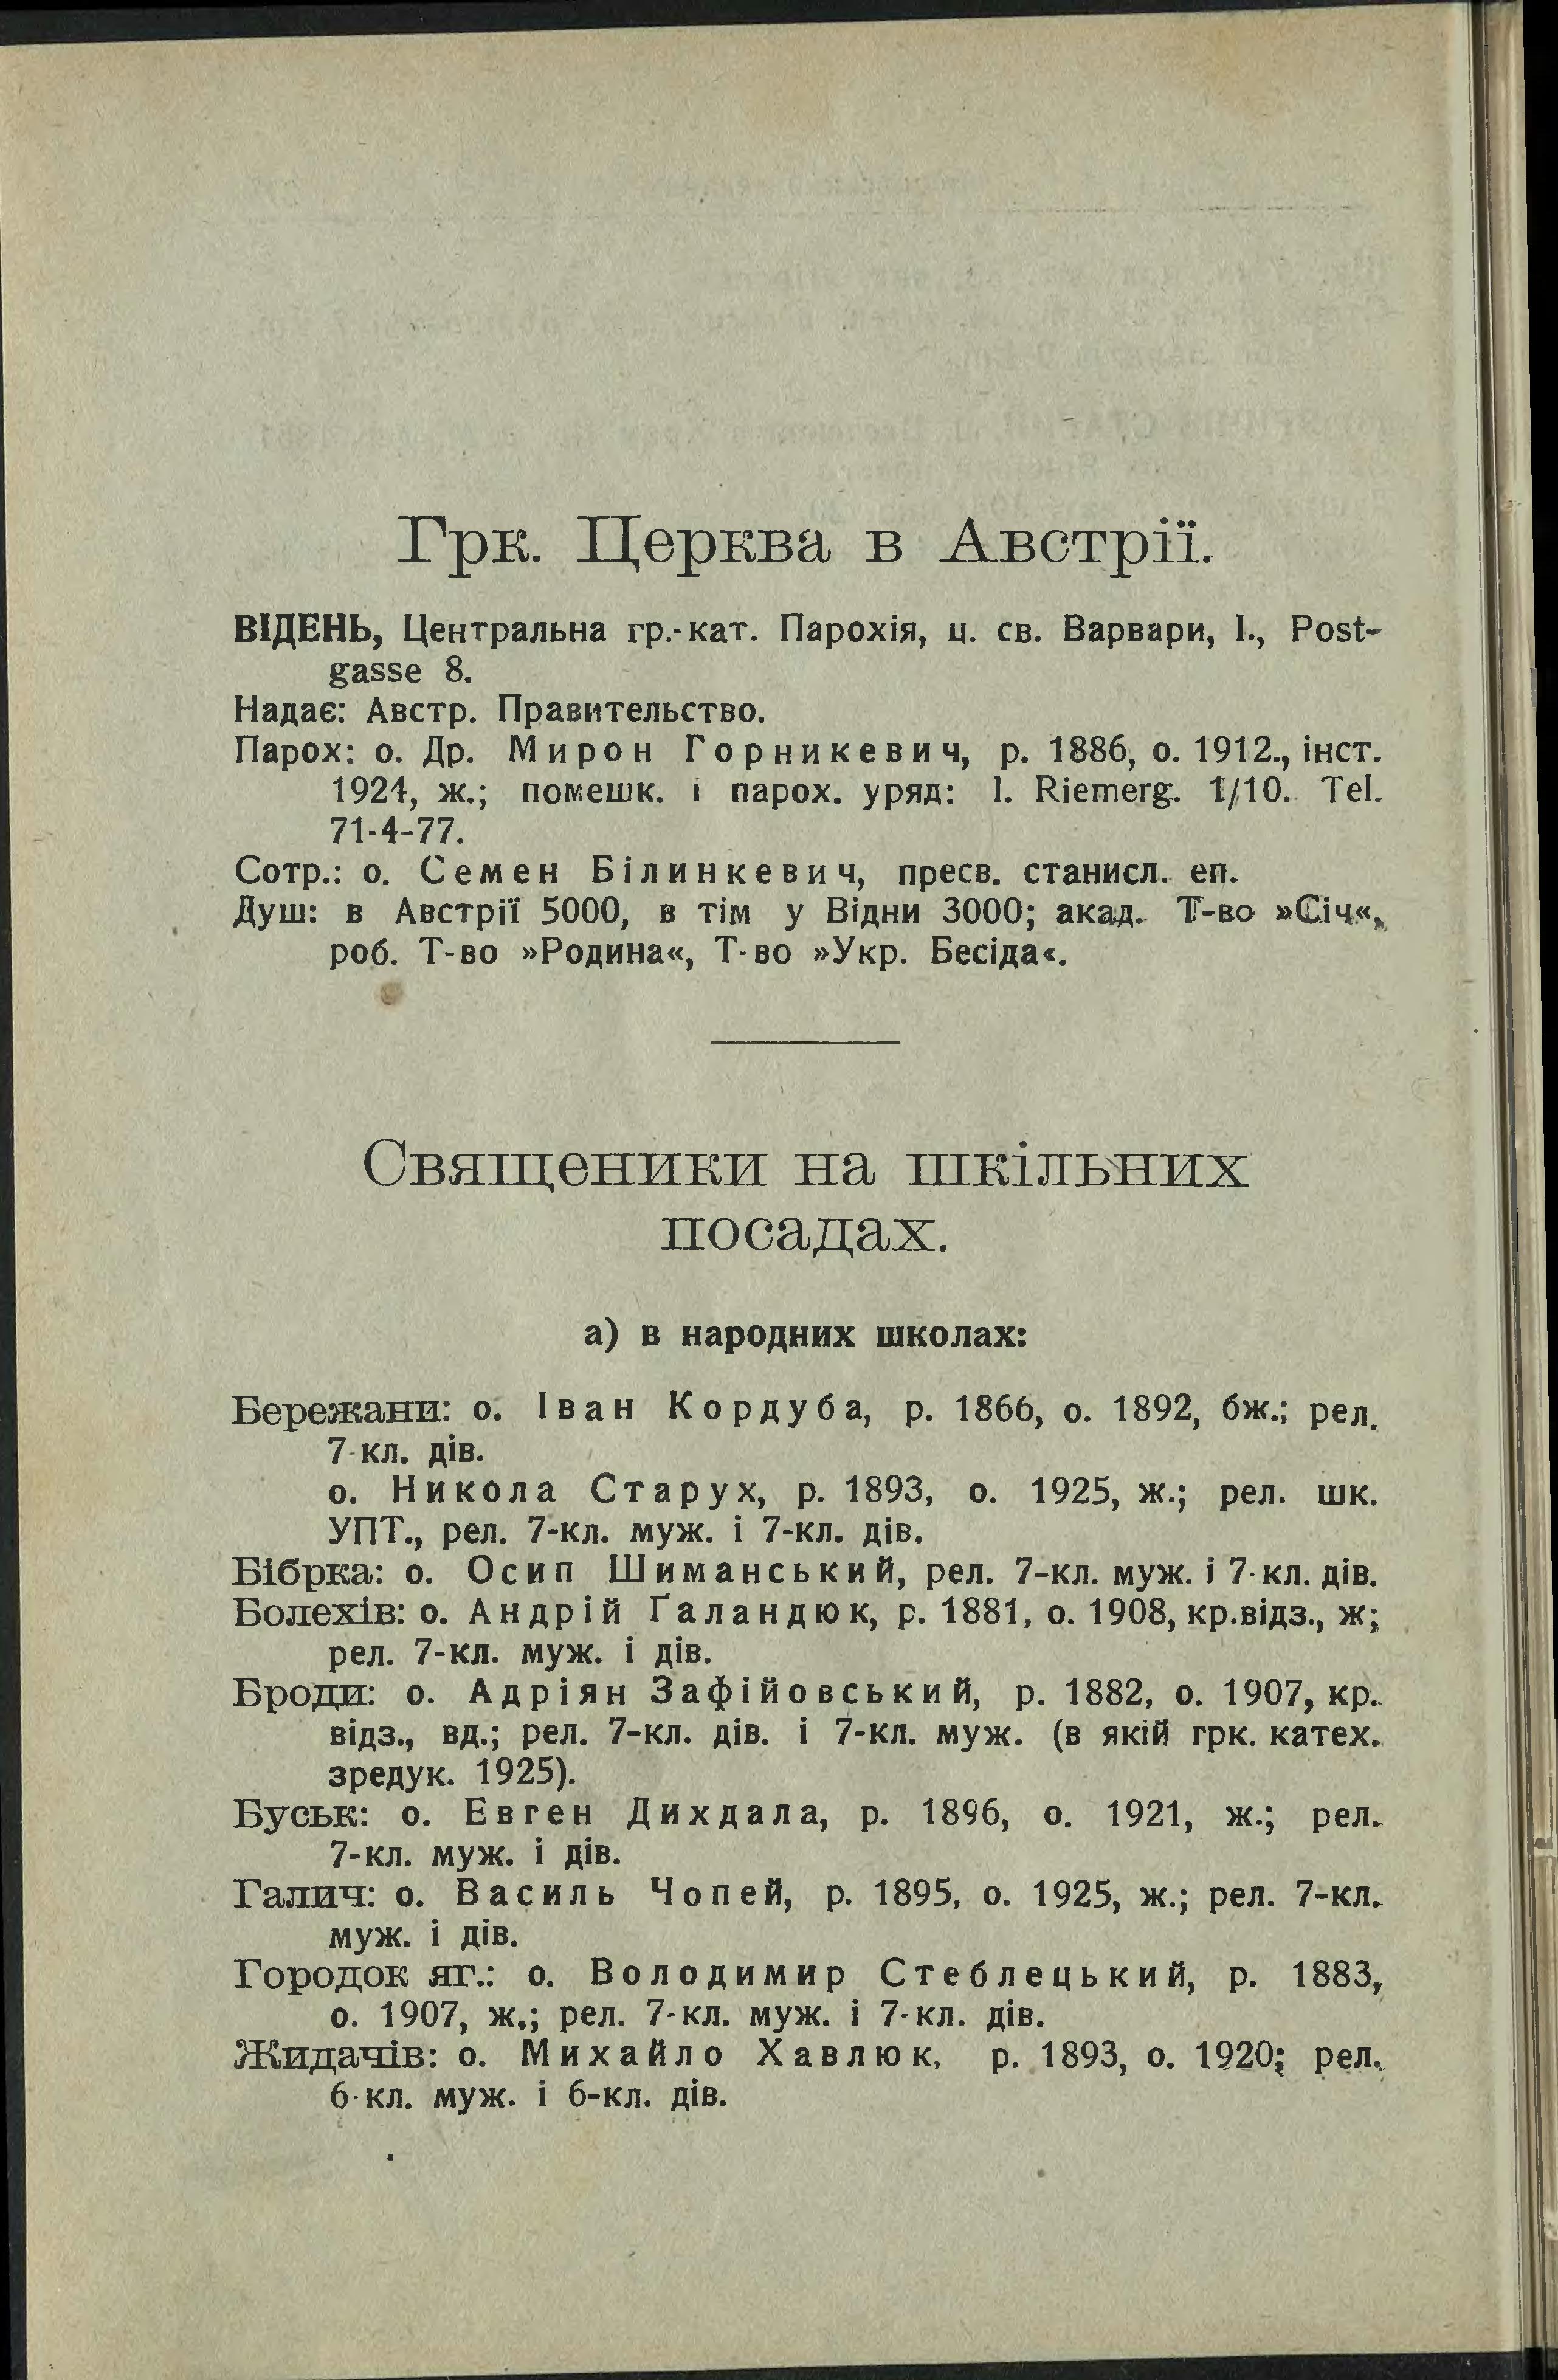 Грк. Церква в Австрії.
ВІДЕНЬ, Центральна гр.-кат. Парохія, ц. св. Варвари, І., Post-
gasse 8.
Надає: Австр. Правительство.
Парох: о. Др. Мирон Горникевич, р. 1886, о. 1912., інст.
1924, ж.; помешк. і парох. уряд: І. Riemerg. 1/10. Tel.
71-4-77.
Сотр.: о. Семен Білинкевич, пресв. станисл. еп.
Душ: в Австрії 5000, в тім у Відни 3000; акад. Т-во »Січ«,
роб. Т-во »Родина«, Т-во »Укр. Бесіда«.
Священики на шкільних
посадах.
а) в народних школах:
Бережани: о. Іван Кордуба, р. 1866, о. 1892, бж.; рел.
7-кл. дів.
о. Никола Старух, р. 1893, о. 1925, ж.; рел. шк.
УПТ., рел. 7-кл. муж. і 7-кл. дів.
Бібрка: о. Осип Шиманський, рел. 7-кл. муж. і 7-кл. дів.
Болехів: о. Андрій Ґаландюк, р. 1881, о. 1908, кр.відз., ж;
рел. 7-кл. муж. і дів.
Броди: о. Адріян Зафійовський, р. 1882, о. 1907, кр.
відз., вд.; рел. 7-кл. дів. і 7-кл. муж. (в якій грк. катех.
зредук. 1925).
Буськ: о. Евген Дихдала, р. 1896, о. 1921, ж.; рел.
7-кл. муж. і дів.
Галич: о. Василь Чопей, р. 1895, о. 1925, ж.; рел. 7-кл.
муж. і дів.
Городок яг.: о. Володимир Стеблецький, р. 1883,
о. 1907, ж.; рел. 7-кл. муж. і 7-кл. дів.
Жидачів: о. Михайло Хавлюк, р. 1893, о. 1920; рел.
6-кл. муж. і 6-кл. дів.